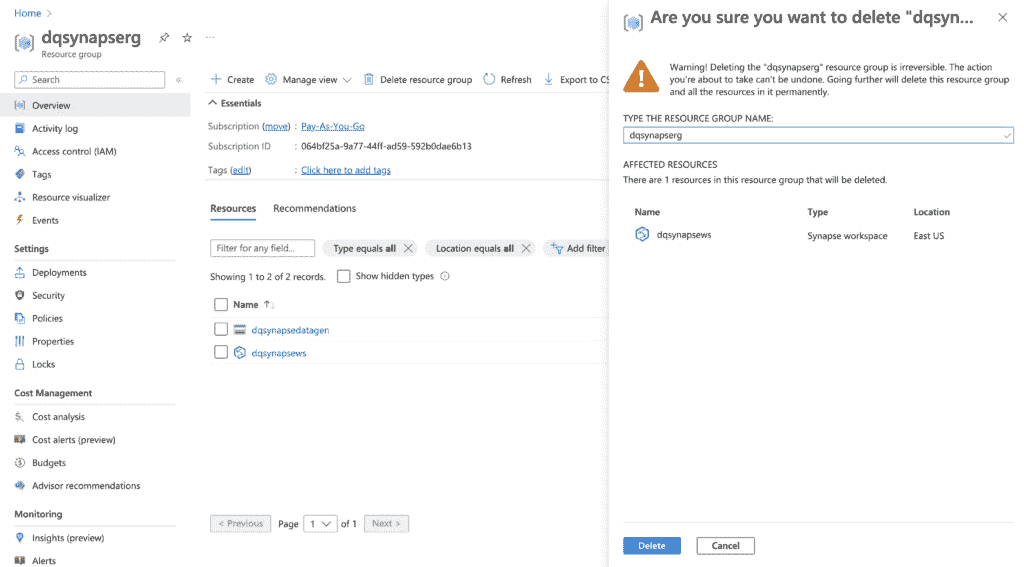 Home >
dqsynapserg
...
Resource group
Search
«
Overview
Activity log
Access control (IAM)
Tags
Resource visualizer
Events
Settings
Deployments
Security
Policies
Properties
Locks
Cost Management
Cost analysis
Cost alerts (preview)
Budgets
Advisor recommendations
Monitoring
Insights (preview)
Alerts
Create Manage view Delete resource group Refresh Export to CS
Essentials
Subscription (move) : Pay-As-You-Go
Subscription ID : 064bf25a-9a77-44ff-ad59-592b0dae6b13
Tags (edit) : Click here to add tags
Resources Recommendations
Filter for any field... Type equals all Location equals all Add filter
Showing 1 to 2 of 2 records. Show hidden types
Name ↑↓
dqsynapsedatagen
dqsynapsews
< Previous Page 1 of 1 Next >
Are you sure you want to delete "dqsyn...
Warning! Deleting the "dqsynapserg" resource group is irreversible. The action
you're about to take can't be undone. Going further will delete this resource group
and all the resources in it permanently.
TYPE THE RESOURCE GROUP NAME:
dqsynapserg
AFFECTED RESOURCES
There are 1 resources in this resource group that will be deleted.
Name Type Location
dqsynapsews Synapse workspace East US
Delete Cancel